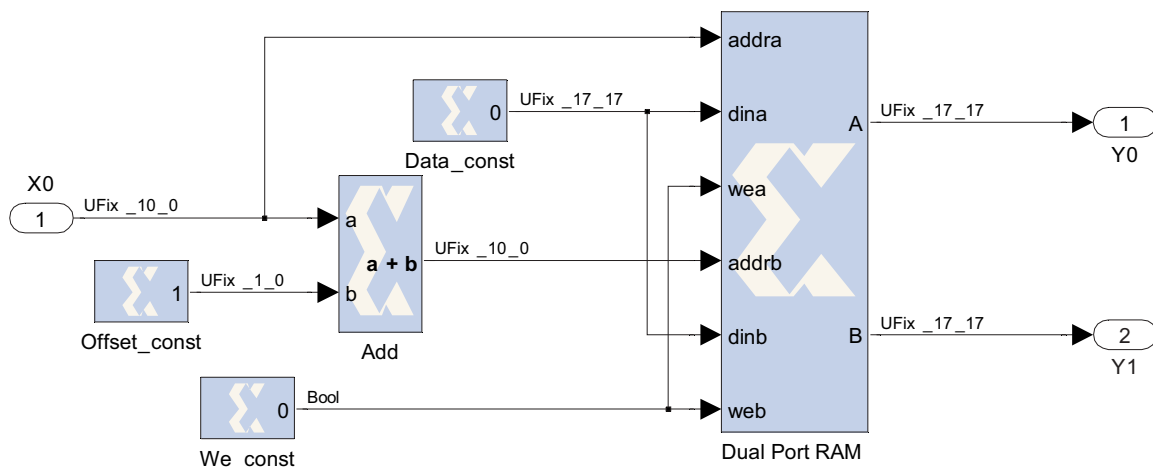 addra
UFix _17_17
dina
0
Data_const
A
UFix _17_17
1
Y0
X0
1
UFix _10_0
a
wea
a + b
UFix _10_0
addrb
UFix _1_0
1
b
Offset_const
Add
dinb
B
UFix _17_17
2
Y1
Bool
0
web
We_const
Dual Port RAM